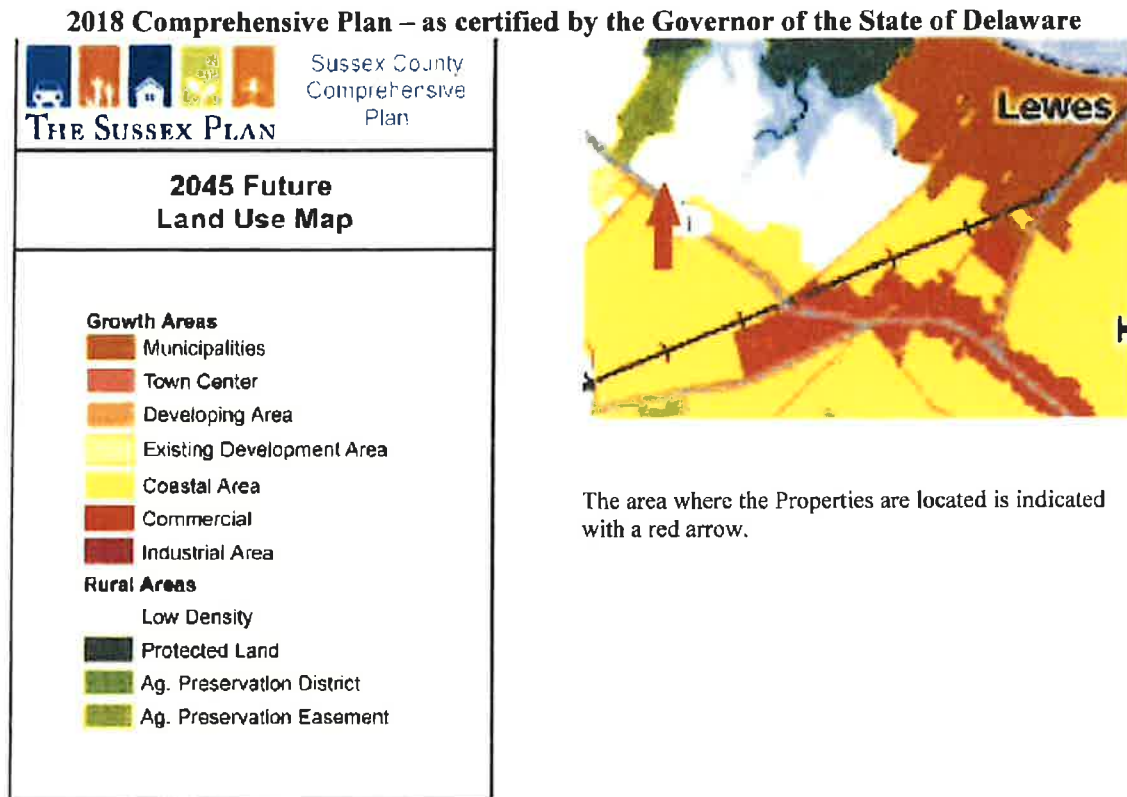 2018 Comprehensive Plan – as certified by the Governor of the State of Delaware
THE SUSSEX PLAN
Sussex County
Comprehensive
Plan
2045 Future
Land Use Map
Growth Areas
Municipalities
Town Center
Developing Area
Existing Development Area
Coastal Area
Commercial
Industrial Area
Rural Areas
Low Density
Protected Land
Ag. Preservation District
Ag. Preservation Easement
Lewes
H
The area where the Properties are located is indicated
with a red arrow.